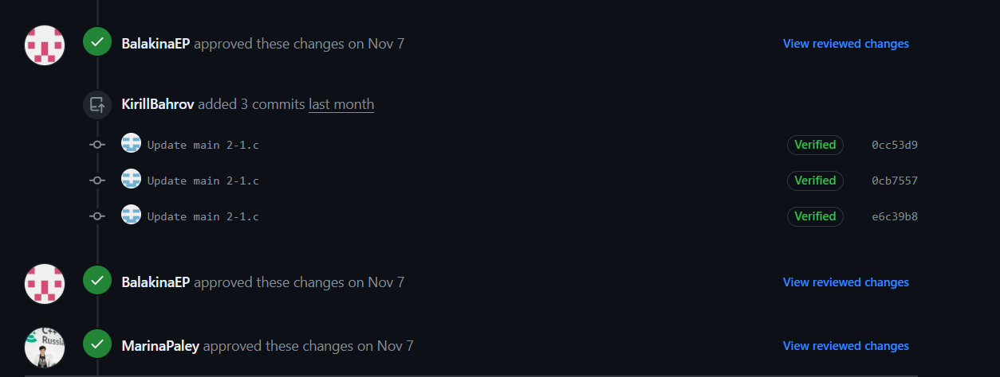 BalakinaEP approved these changes on Nov 7 View reviewed changes
KirillBahrov added 3 commits last month
Update main 2-1.c Verified 0cc53d9
Update main 2-1.c Verified 0cb7557
Update main 2-1.c Verified e6c39b8
BalakinaEP approved these changes on Nov 7 View reviewed changes
C++
Russia
MarinaPaley approved these changes on Nov 7 View reviewed changes